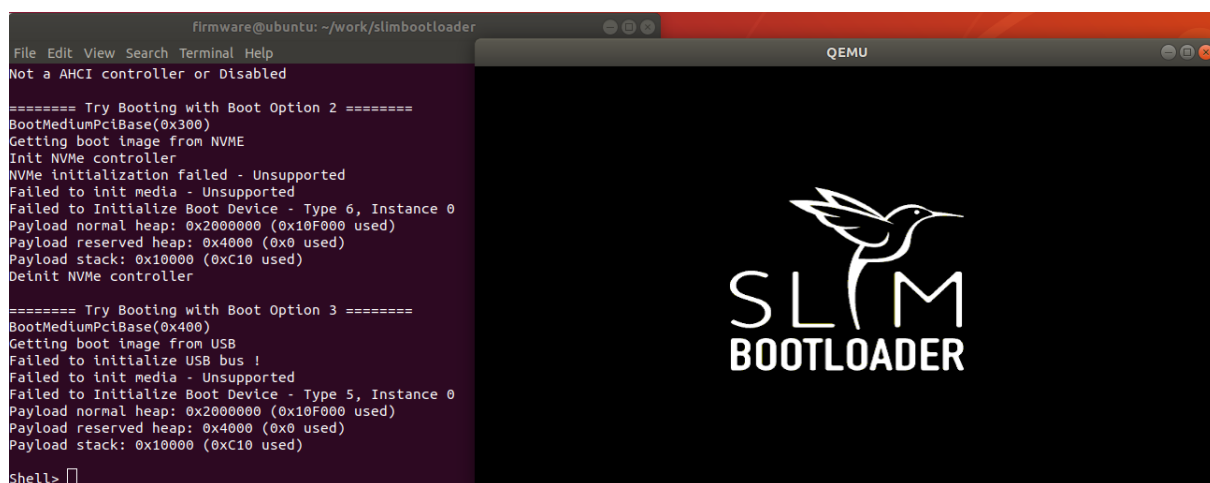 firmware@ubuntu: ~/work/slimbootloader
File Edit View Search Terminal Help
Not a AHCI controller or Disabled
======== Try Booting with Boot Option 2 ========
BootMediumPciBase(0x300)
Getting boot image from NVME
Init NVMe controller
NVMe initialization failed - Unsupported
Failed to init media - Unsupported
Failed to Initialize Boot Device - Type 6, Instance 0
Payload normal heap: 0x2000000 (0x10F000 used)
Payload reserved heap: 0x4000 (0x0 used)
Payload stack: 0x10000 (0xC10 used)
Deinit NVMe controller
======== Try Booting with Boot Option 3 ========
BootMediumPciBase(0x400)
Getting boot image from USB
Failed to initialize USB bus !
Failed to init media - Unsupported
Failed to Initialize Boot Device - Type 5, Instance 0
Payload normal heap: 0x2000000 (0x10F000 used)
Payload reserved heap: 0x4000 (0x0 used)
Payload stack: 0x10000 (0xC10 used)
Shell>
QEMU
SLIM
BOOTLOADER